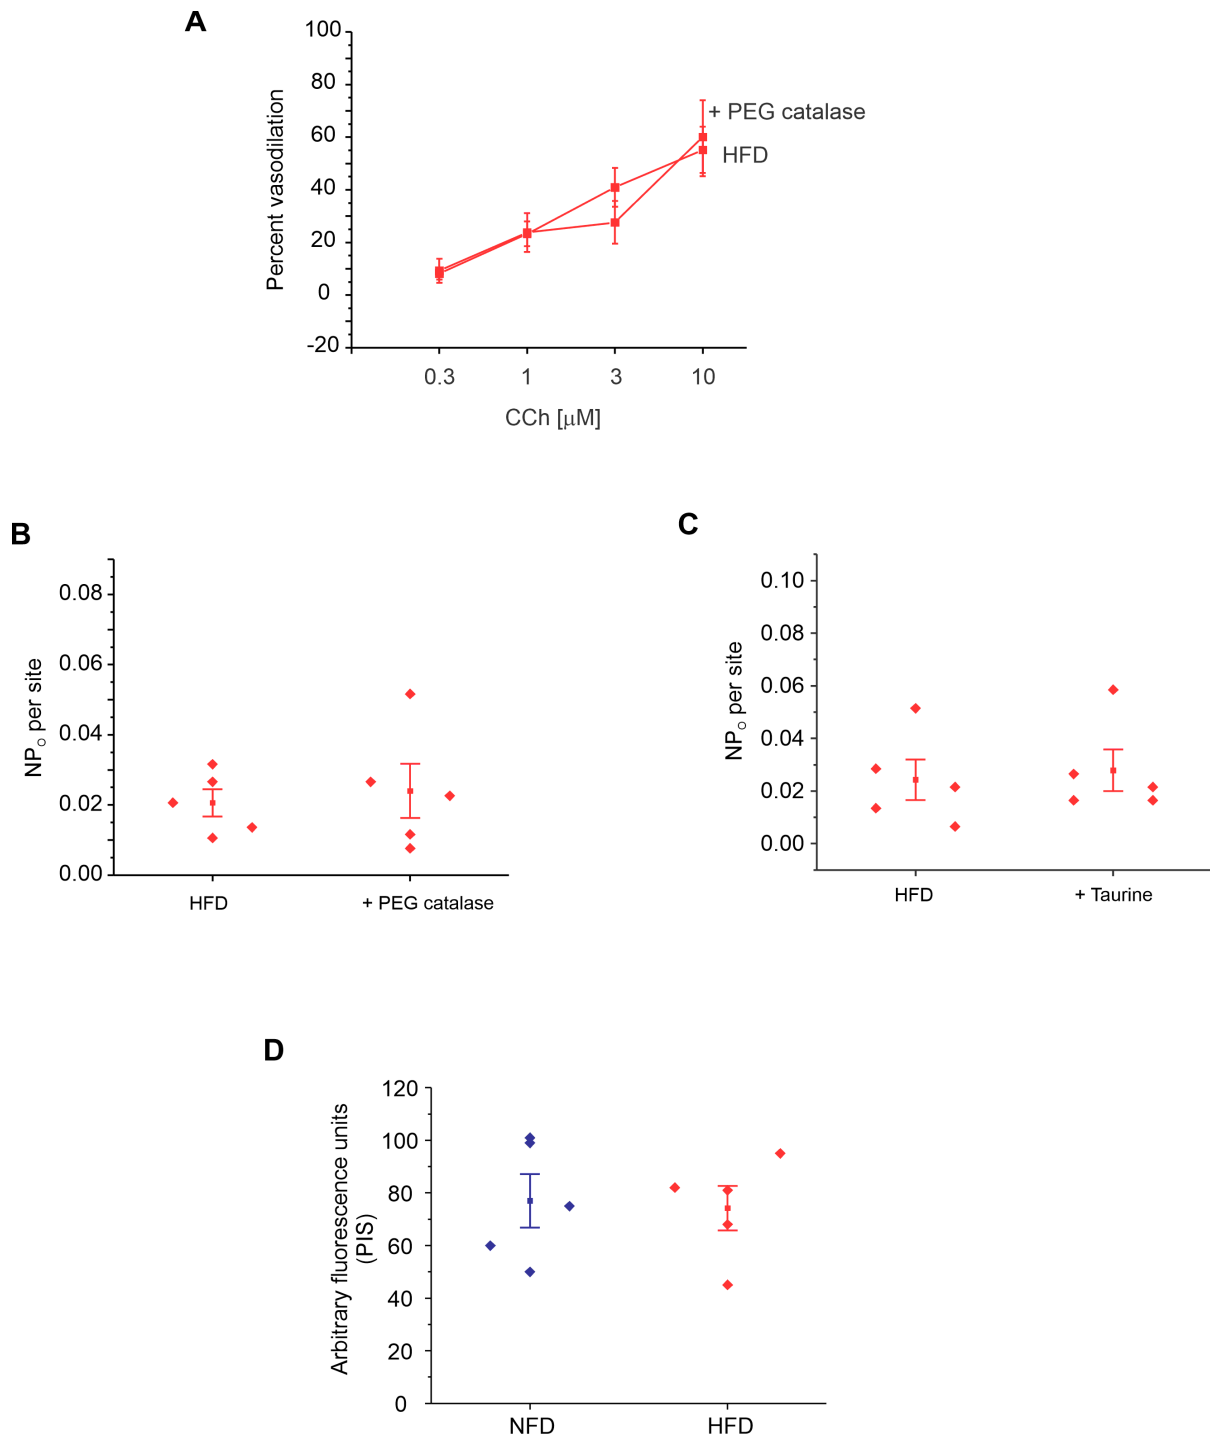 A
100
80
60
40
20
0
-20
Percent vasodilation
+ PEG catalase
HFD
0.3 1 3 10
CCh [μM]
B
0.08
0.06
0.04
0.02
0.00
NPO per site
HFD + PEG catalase
C
0.10
0.08
0.06
0.04
0.02
0.00
NPO per site
HFD + Taurine
D
120
100
80
60
40
20
0
Arbitrary fluorescence units
(PIS)
NFD HFD